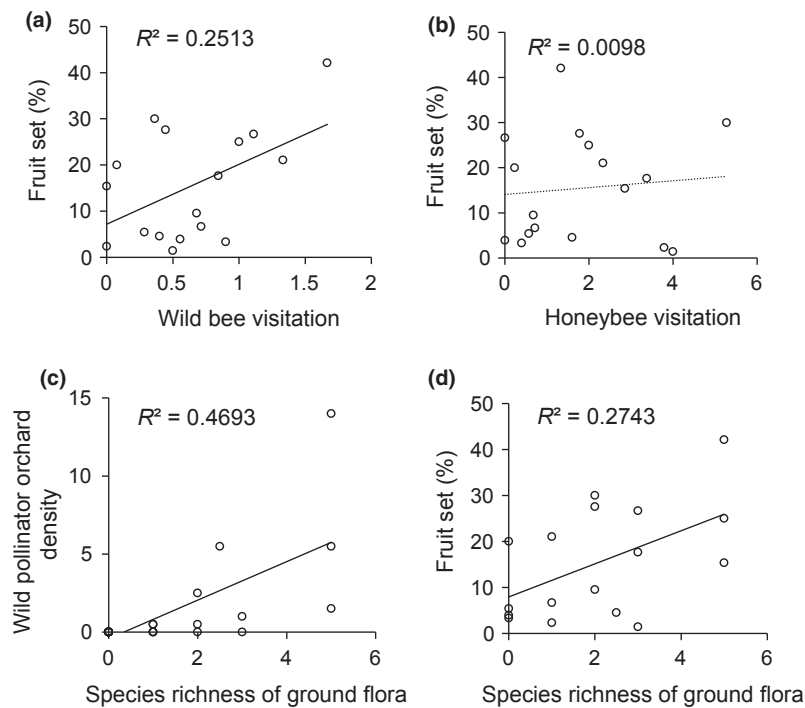 (a)
R² = 0.2513
50
40
30
20
10
0
Fruit set (%)
0 0.5 1 1.5 2
Wild bee visitation
(b)
R² = 0.0098
50
40
30
20
10
0
Fruit set (%)
0 2 4 6
Honeybee visitation
(c)
R² = 0.4693
15
10
5
0
Wild pollinator orchard
density
0 2 4 6
Species richness of ground flora
(d)
R² = 0.2743
50
40
30
20
10
0
Fruit set (%)
0 2 4 6
Species richness of ground flora